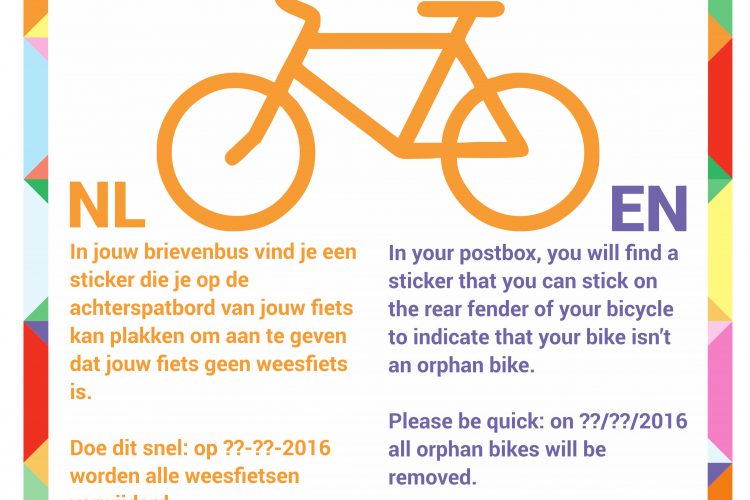 NL
In jouw brievenbus vind je een
sticker die je op de
achterspatbord van jouw fiets
kan plakken om aan te geven
dat jouw fiets geen weesfiets
is.
Doe dit snel: op ??-??-2016
worden alle weesfietsen
EN
In your postbox, you will find a
sticker that you can stick on
the rear fender of your bicycle
to indicate that your bike isn’t
an orphan bike.
Please be quick: on ??/??/2016
all orphan bikes will be
removed.